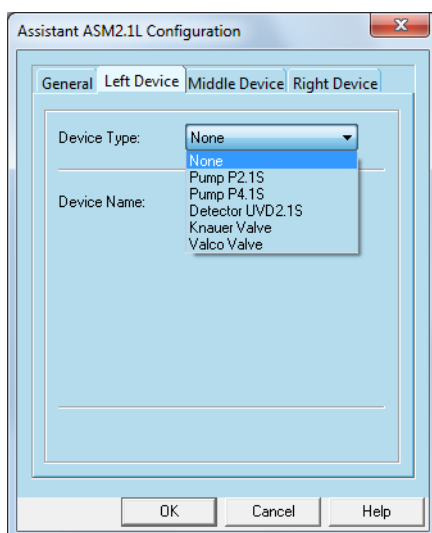 Assistant ASM2.1L Configuration
General Left Device Middle Device Right Device
Device Type: None
None
Pump P2.1S
Pump P4.1S
Device Name:
Detector UVD2.1S
Knauer Valve
Valco Valve
OK Cancel Help